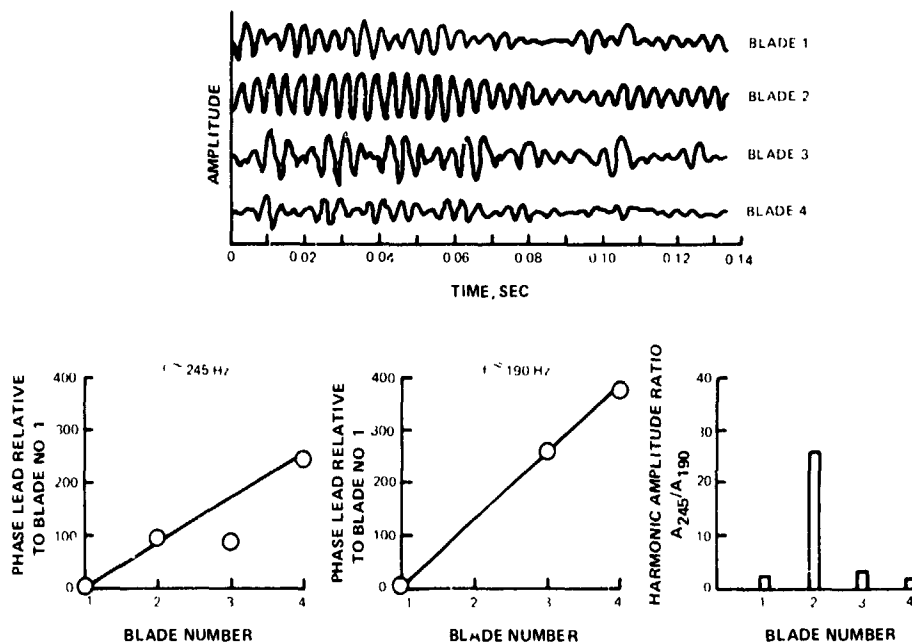 BLADE 1
BLADE 2
BLADE 3
BLADE 4
AMPLITUDE
0 0 02 0 04 0 06 0 08 0 10 0 12 0 14
TIME, SEC
245 Hz
PHASE LEAD RELATIVE
TO BLADE NO 1
400
300
200
100
0
1 2 3 4
BLADE NUMBER
190 Hz
PHASE LEAD RELATIVE
TO BLADE NO 1
400
300
200
100
0
1 2 3 4
BLADE NUMBER
HARMONIC AMPLITUDE RATIO
A245/A190
40
30
20
10
0
1 2 3 4
BLADE NUMBER